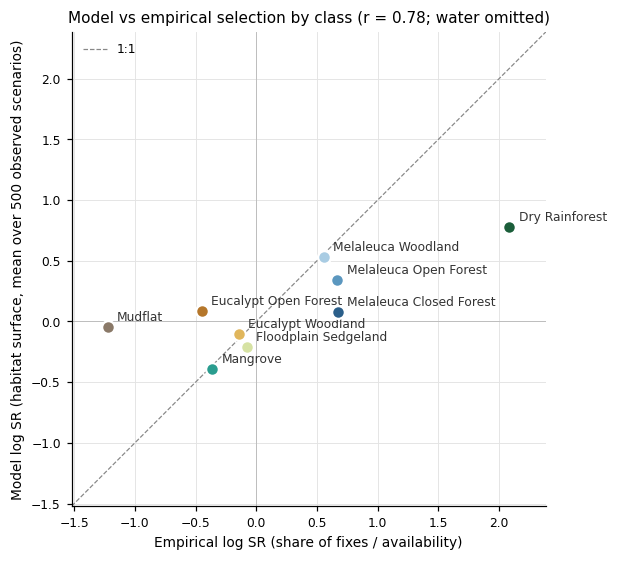 Model vs empirical selection by class (r = 0.78; water omitted)
1:1
Model log SR (habitat surface, mean over 500 observed scenarios)
2.0
1.5
1.0
0.5
0.0
−0.5
−1.0
−1.5
Dry Rainforest
Melaleuca Woodland
Melaleuca Open Forest
Eucalypt Open Forest
Melaleuca Closed Forest
Mudflat
Eucalypt Woodland
Floodplain Sedgeland
Mangrove
−1.5
−1.0
−0.5
0.0
0.5
1.0
1.5
2.0
Empirical log SR (share of fixes / availability)